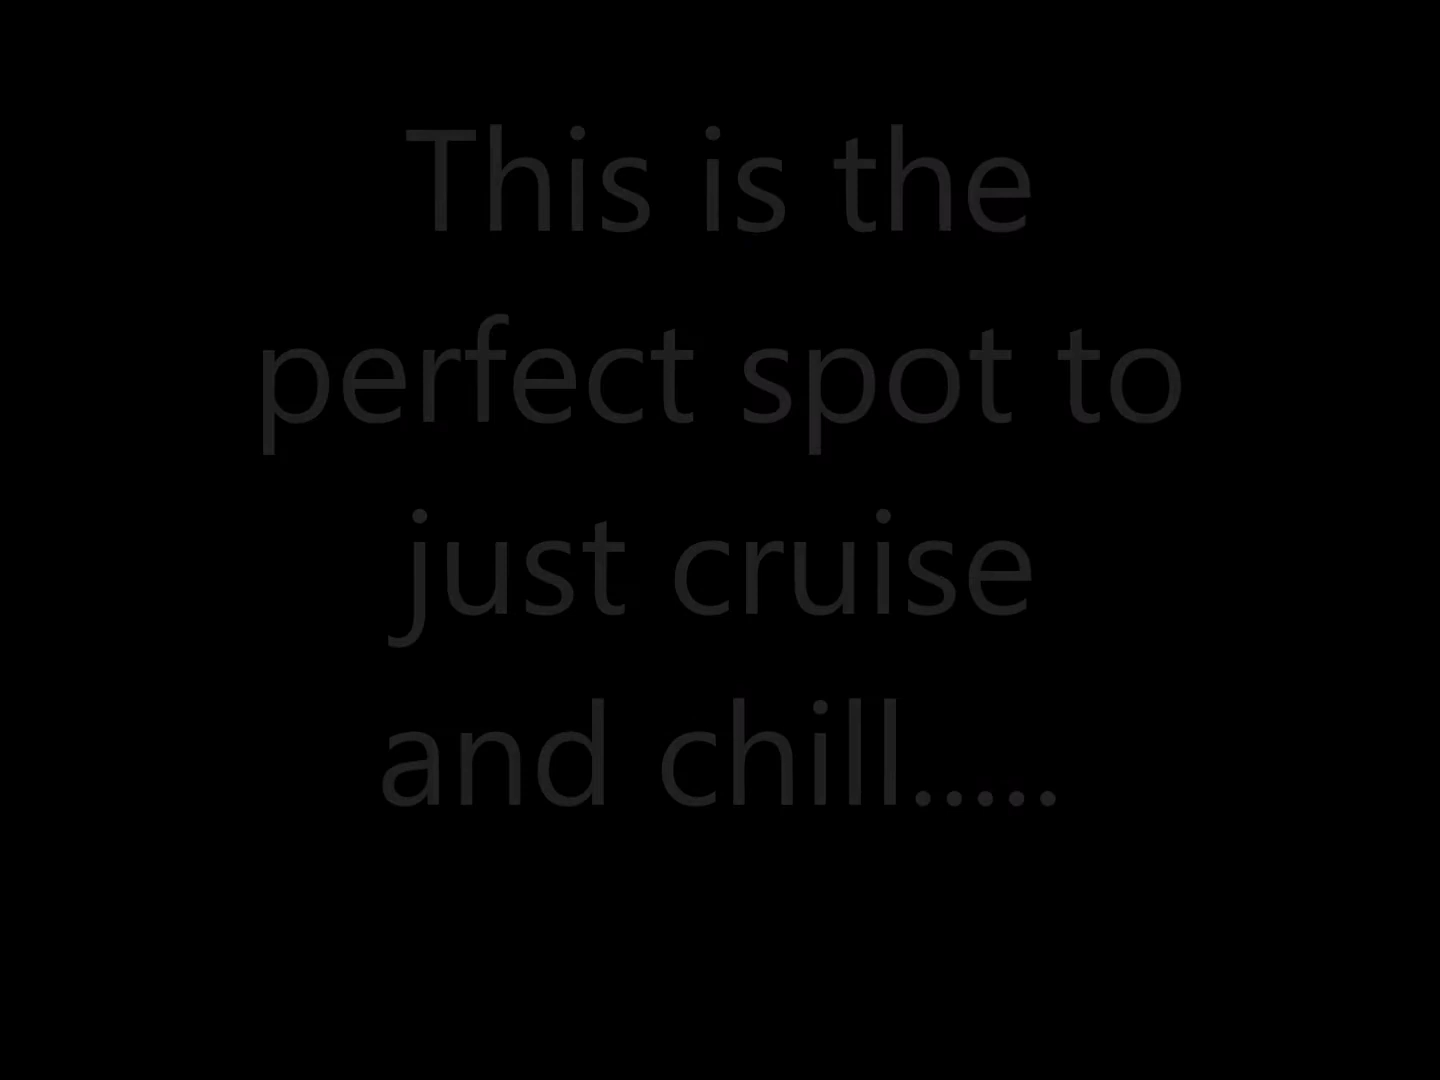 This is the
perfect spot to
just cruise
and chill.....